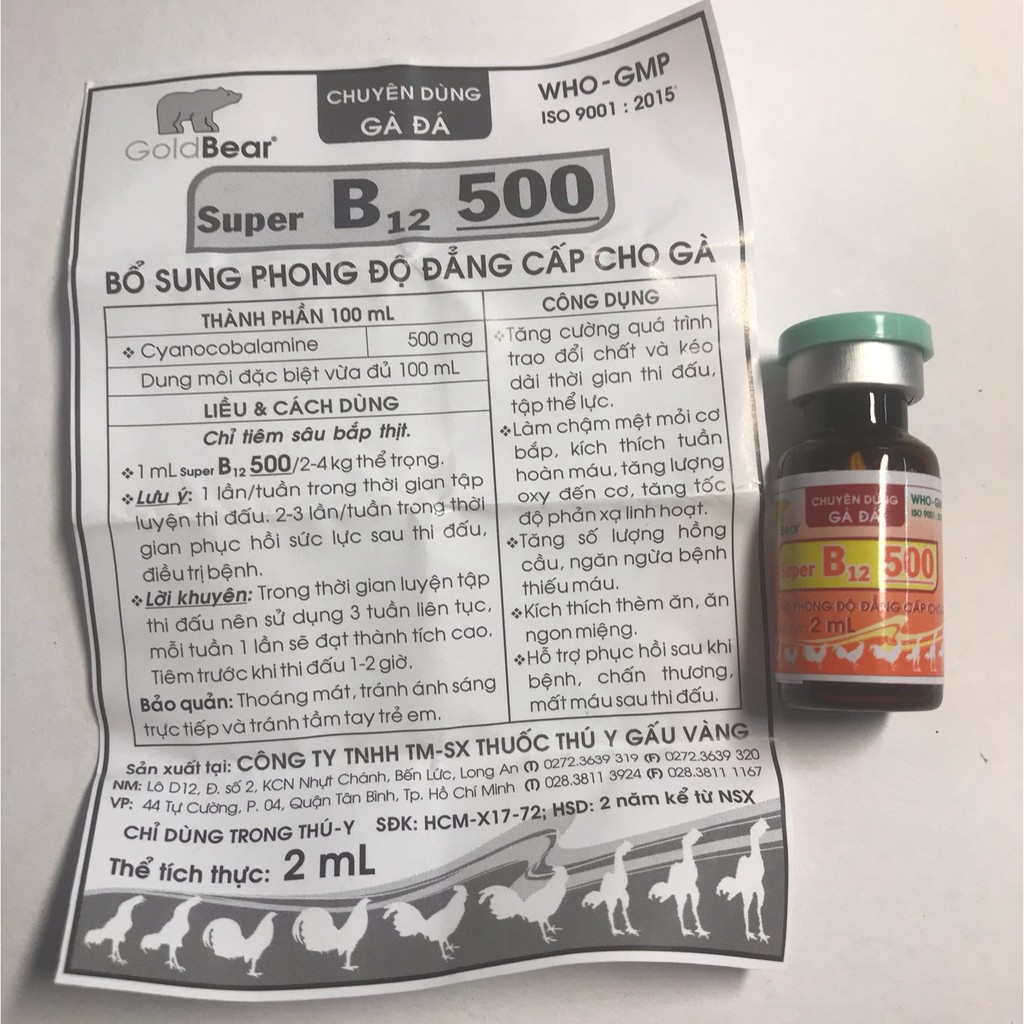 GoldBear®
CHUYÊN DÙNG
GÀ ĐÁ
WHO-GMP
ISO 9001 : 2015
Super B12 500
BỔ SUNG PHONG ĐỘ ĐẲNG CẤP CHO GÀ
THÀNH PHẦN 100 mL
❖ Cyanocobalamine 500 mg
Dung môi đặc biệt vừa đủ 100 mL
LIỀU & CÁCH DÙNG
Chỉ tiêm sâu bắp thịt.
❖ 1 mL Super B12 500/2-4kg thể trọng.
❖ Lưu ý: 1 lần/tuần trong thời gian tập
luyện thi đấu. 2-3 lần/tuần trong thời
gian phục hồi sức lực sau thi đấu,
điều trị bệnh.
❖ Lời khuyên: Trong thời gian luyện tập
thi đấu nên sử dụng 3 tuần liên tục,
mỗi tuần 1 lần sẽ đạt thành tích cao.
Tiêm trước khi thi đấu 1-2 giờ.
Bảo quản: Thoáng mát, tránh ánh sáng
trực tiếp và tránh tầm tay trẻ em.
CÔNG DỤNG
❖Tăng cường quá trình
trao đổi chất và kéo
dài thời gian thi đấu,
tập thể lực.
❖Làm chậm mệt mỏi cơ
bắp, kích thích tuần
hoàn máu, tăng lượng
oxy đến cơ, tăng tốc
độ phản xạ linh hoạt.
❖Tăng số lượng hồng
cầu, ngăn ngừa bệnh
thiếu máu.
❖Kích thích thèm ăn, ăn
ngon miệng.
❖Hỗ trợ phục hồi sau khi
bệnh, chấn thương,
mất máu sau thi đấu.
Sản xuất tại: CÔNG TY TNHH TM-SX THUỐC THÚ Y GẤU VÀNG
NM: Lô D12, Đ. số 2, KCN Nhựt Chánh, Bến Lức, Long An (T) 0272.3639 319 (F) 0272.3639 320
VP: 44 Tự Cường, P. 04, Quận Tân Bình, Tp. Hồ Chí Minh (T) 028.3811 3924 (F) 028.3811 1167
CHỈ DÙNG TRONG THÚ-Y SĐK: HCM-X17-72; HSD: 2 năm kể từ NSX
Thể tích thực: 2 mL
Bear
CHUYÊN DÙNG
GÀ ĐÁ
WHO-GM
ISO 9001
Super B12 500
PHONG ĐỘ ĐẲNG CẤP CHO
2 mL